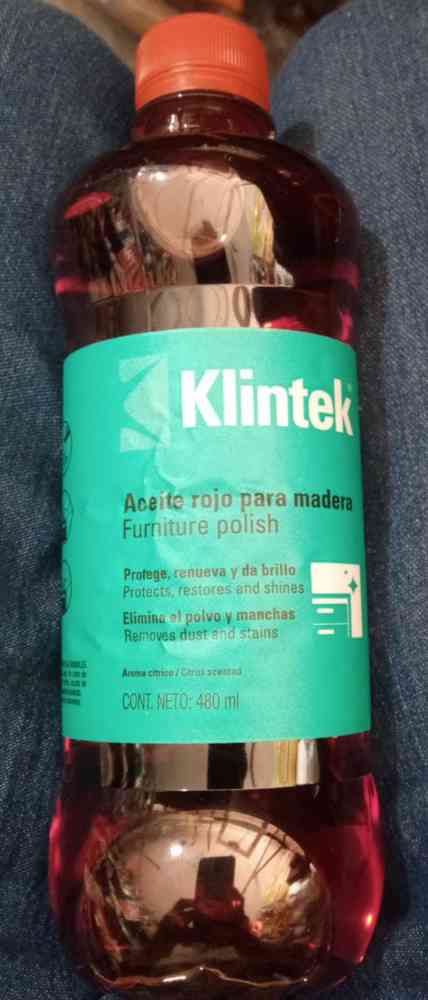 Klintek
Aceite rojo para madera
Furniture polish
Protege, renueva y da brillo
Protects, restores and shines
Elimina el polvo y manchas
Removes dust and stains
Aroma cítrico / Citrus scented
CONT. NETO: 480 ml